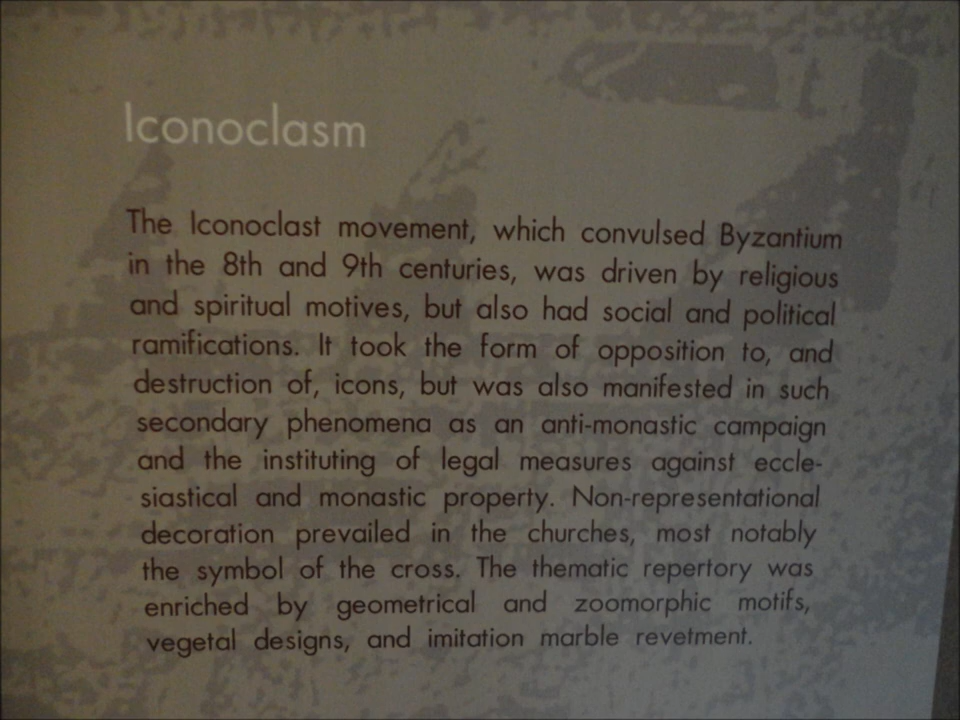 Iconoclasm
The Iconoclast movement, which convulsed Byzantium
in the 8th and 9th centuries, was driven by religious
and spiritual motives, but also had social and political
ramifications. It took the form of opposition to, and
destruction of, icons, but was also manifested in such
secondary phenomena as an anti-monastic campaign
and the instituting of legal measures against eccle-
siastical and monastic property. Non-representational
decoration prevailed in the churches, most notably
the symbol of the cross. The thematic repertory was
enriched by geometrical and zoomorphic motifs,
vegetal designs, and imitation marble revetment.